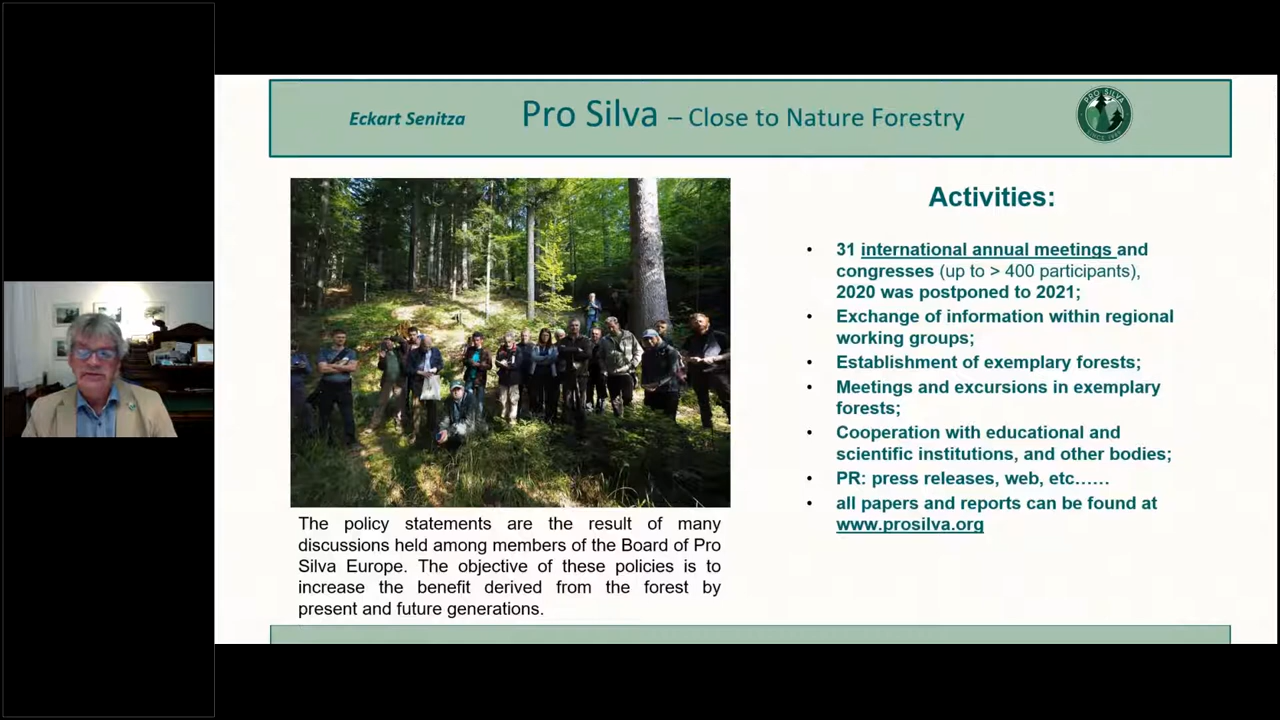 Eckart Senitza
Pro Silva – Close to Nature Forestry
PRO SILVA
Activities:
• 31 international annual meetings and
congresses (up to > 400 participants),
2020 was postponed to 2021;
• Exchange of information within regional
working groups;
• Establishment of exemplary forests;
• Meetings and excursions in exemplary
forests;
• Cooperation with educational and
scientific institutions, and other bodies;
• PR: press releases, web, etc……
• all papers and reports can be found at
www.prosilva.org
The policy statements are the result of many
discussions held among members of the Board of Pro
Silva Europe. The objective of these policies is to
increase the benefit derived from the forest by
present and future generations.